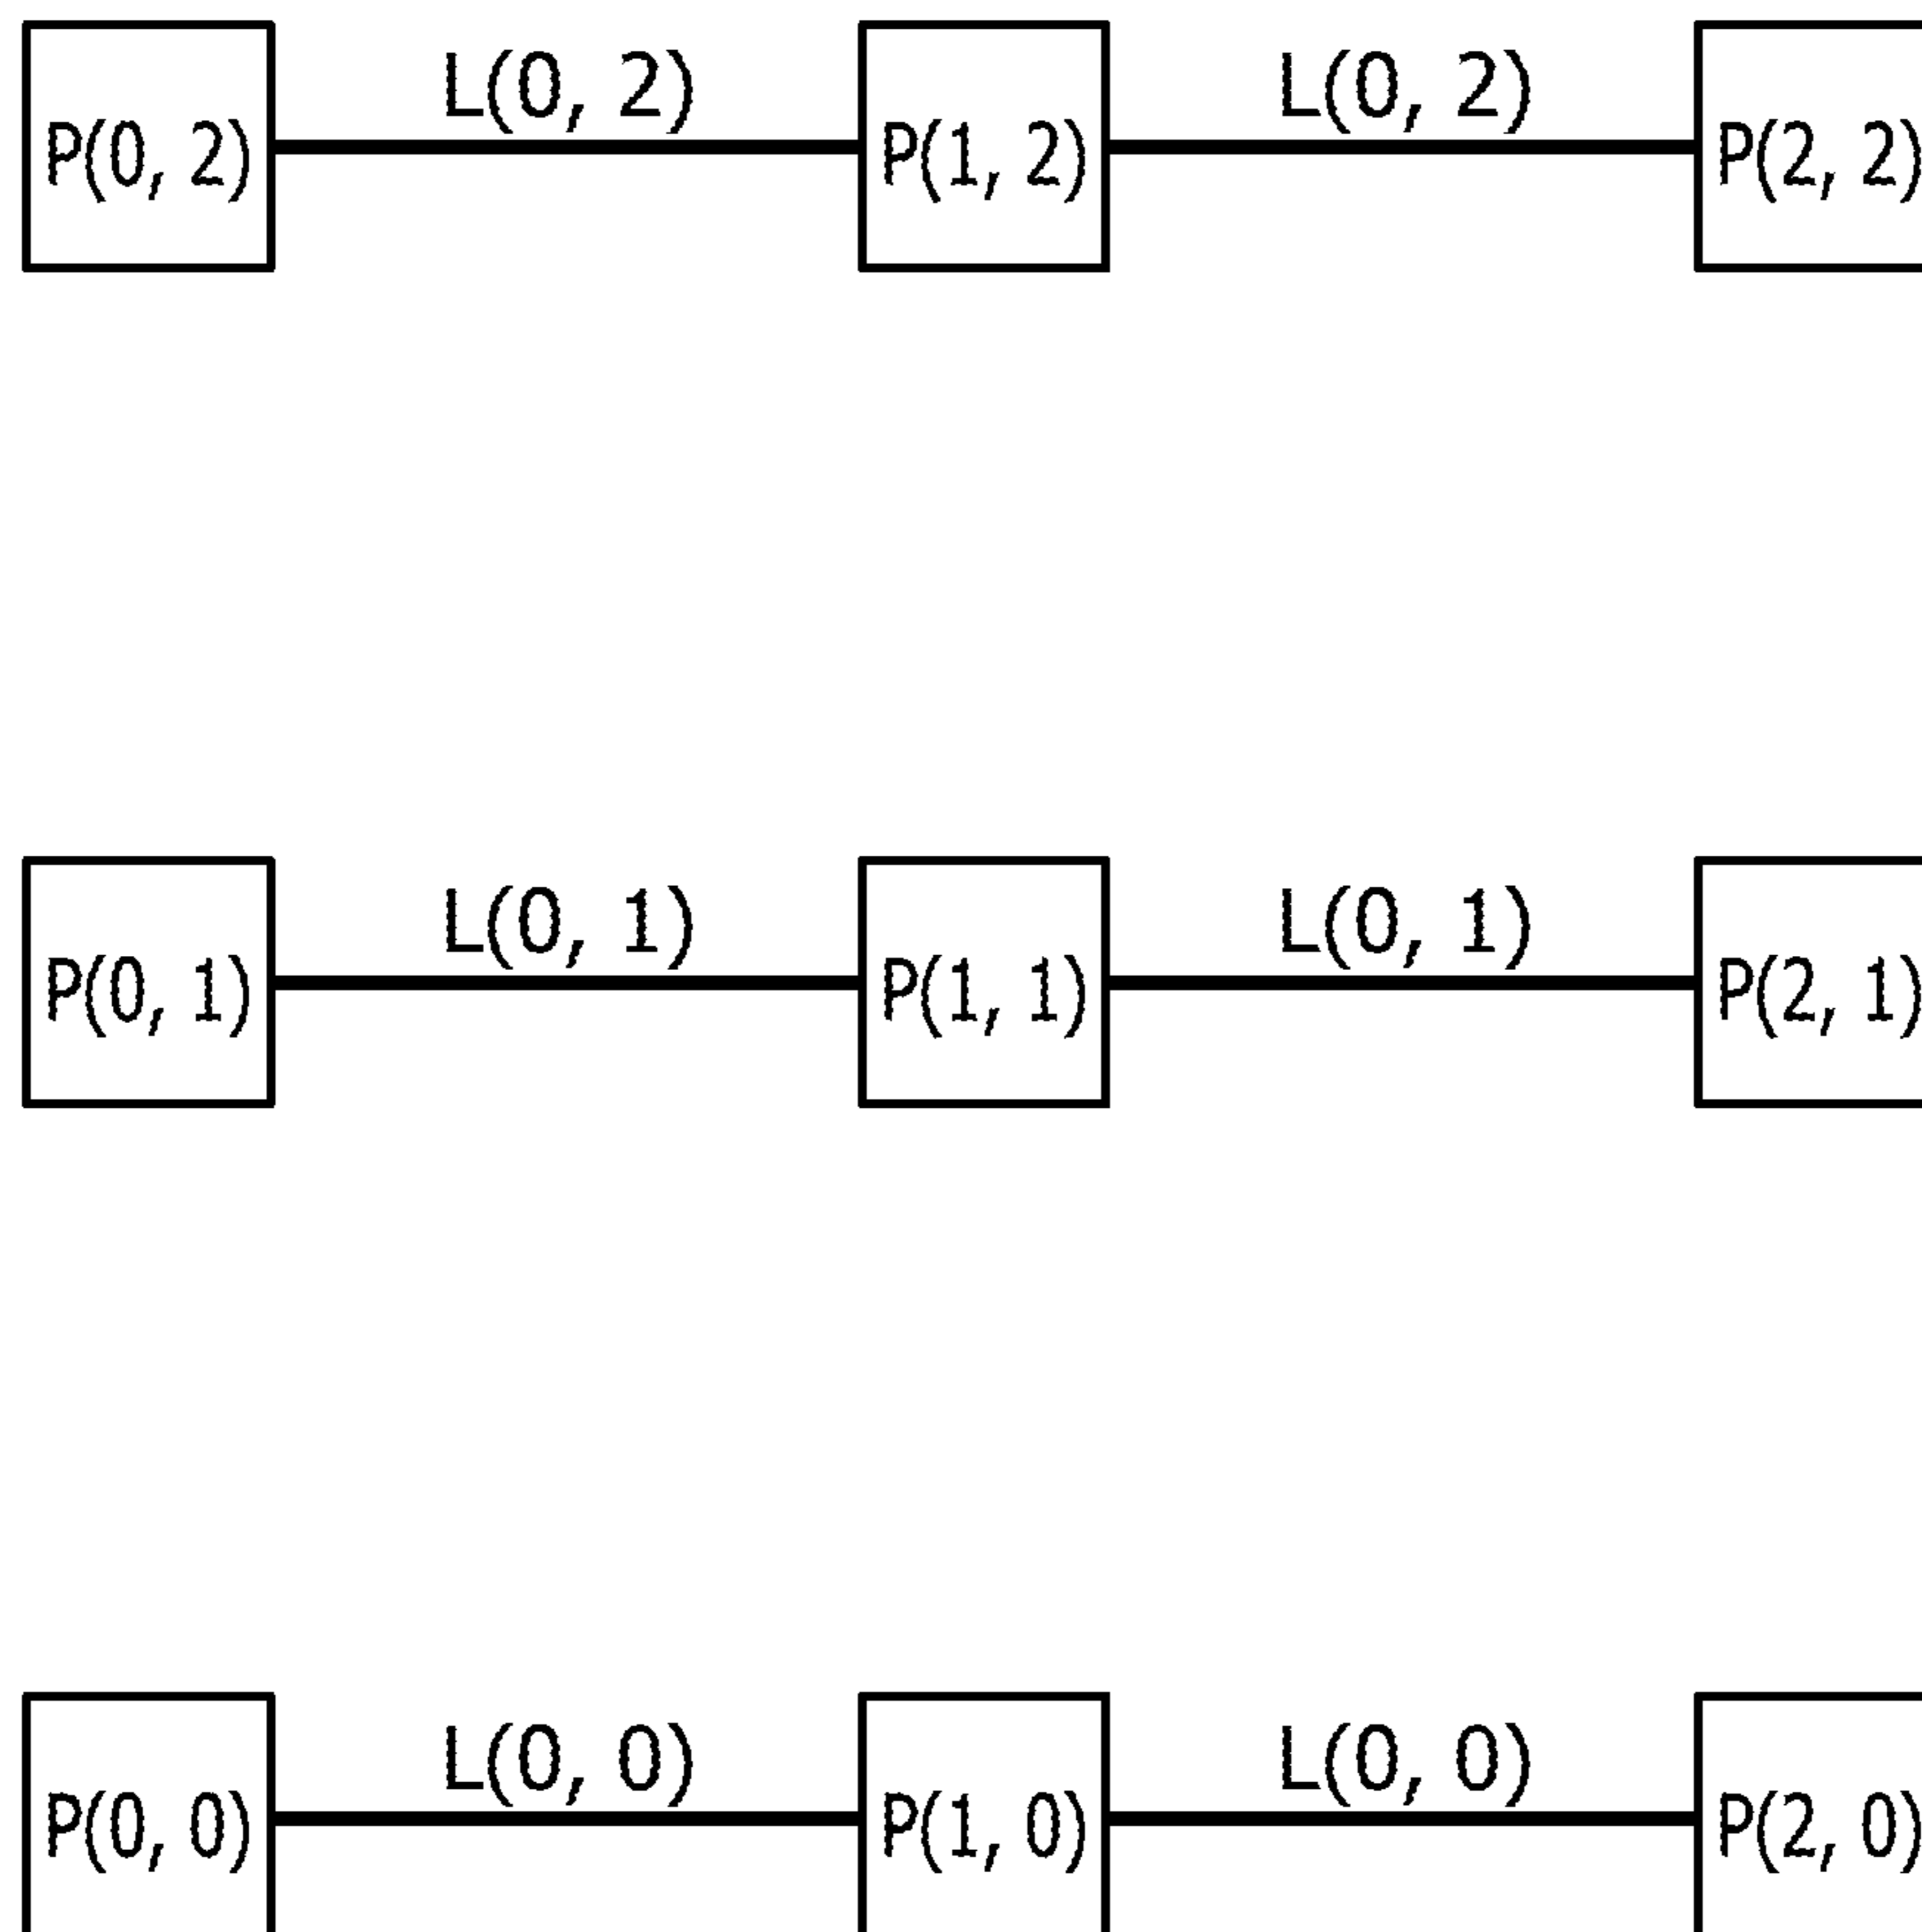 L(0, 2) L(0, 2)
P(0, 2) P(1, 2) P(2, 2)
L(0, 1) L(0, 1)
P(0, 1) P(1, 1) P(2, 1)
L(0, 0) L(0, 0)
P(0, 0) P(1, 0) P(2, 0)